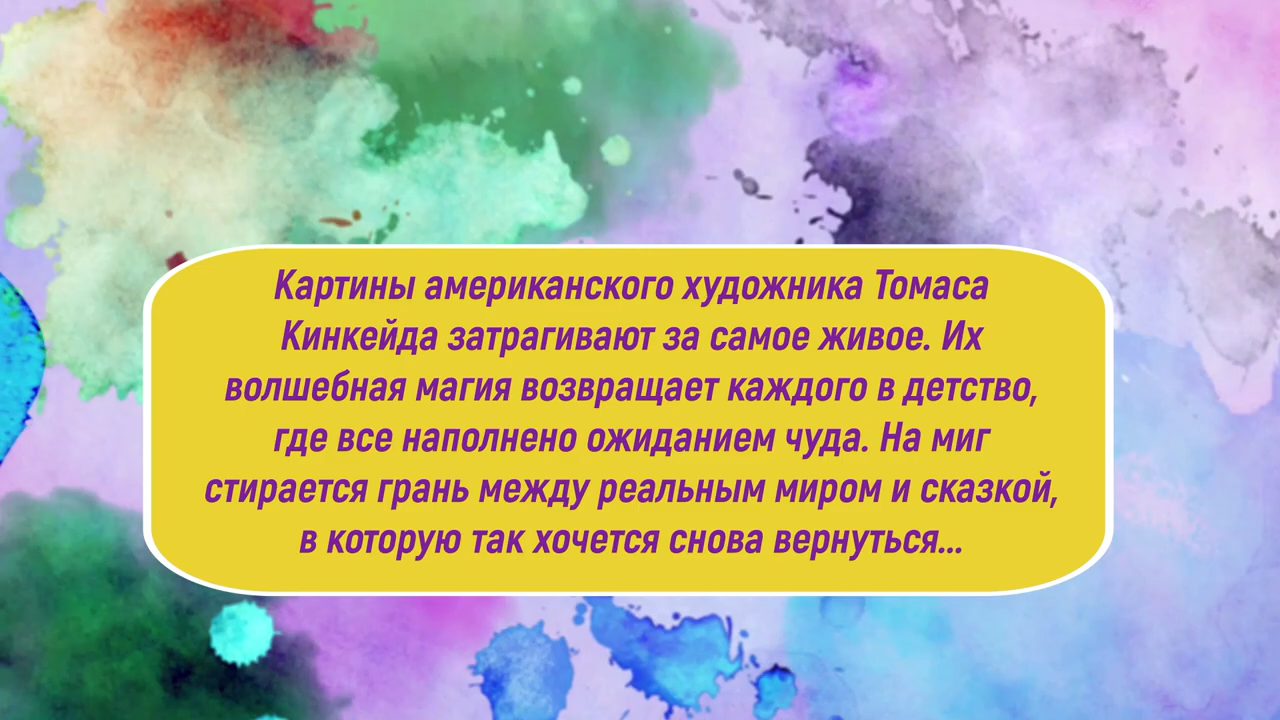 Картины американского художника Томаса
Кинкейда затрагивают за самое живое. Их
волшебная магия возвращает каждого в детство,
где все наполнено ожиданием чуда. На миг
стирается грань между реальным миром и сказкой,
в которую так хочется снова вернуться...